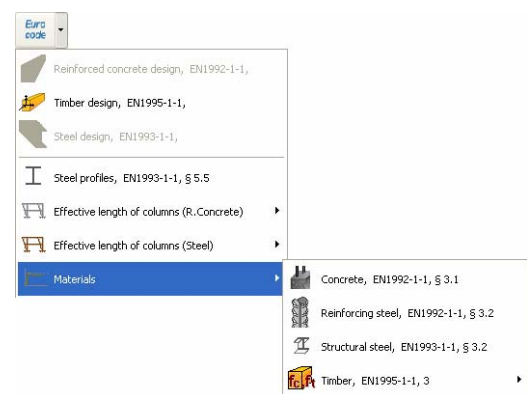 Euro
code
Reinforced concrete design, EN1992-1-1,
Timber design, EN1995-1-1,
Steel design, EN1993-1-1,
Steel profiles, EN1993-1-1, § 5.5
Effective length of columns (R.Concrete)
Effective length of columns (Steel)
Materials
Concrete, EN1992-1-1, § 3.1
Reinforcing steel, EN1992-1-1, § 3.2
Structural steel, EN1993-1-1, § 3.2
fc,ft Timber, EN1995-1-1, 3